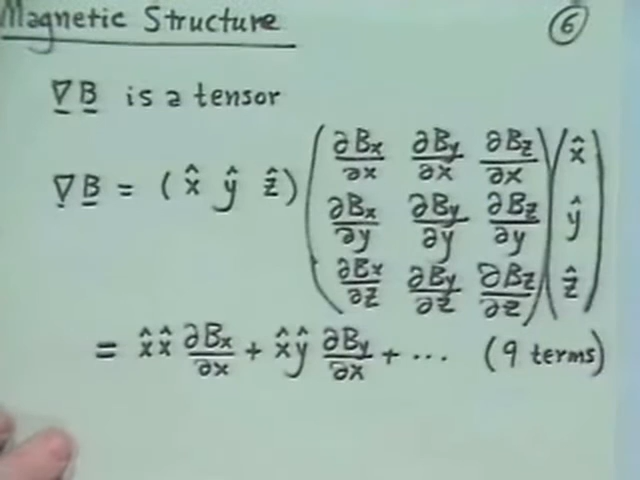 Magnetic Structure ⑥
∇B is a tensor
∇B = ( x̂ ŷ ẑ ) ( ∂Bx/∂x ∂By/∂x ∂Bz/∂x ) ( x̂ )
∂Bx/∂y ∂By/∂y ∂Bz/∂y ŷ
∂Bx/∂z ∂By/∂z ∂Bz/∂z ẑ
= x̂x̂ ∂Bx/∂x + x̂ŷ ∂By/∂x + ... (9 terms)